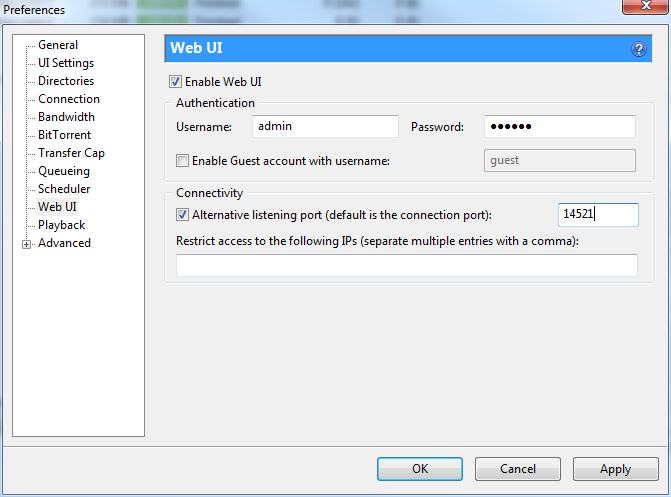 Preferences
General
UI Settings
Directories
Connection
Bandwidth
BitTorrent
Transfer Cap
Queueing
Scheduler
Web UI
Playback
Advanced
Web UI
Enable Web UI
Authentication
Username: admin Password: ●●●●●●
Enable Guest account with username: guest
Connectivity
Alternative listening port (default is the connection port): 14521
Restrict access to the following IPs (separate multiple entries with a comma):
OK Cancel Apply